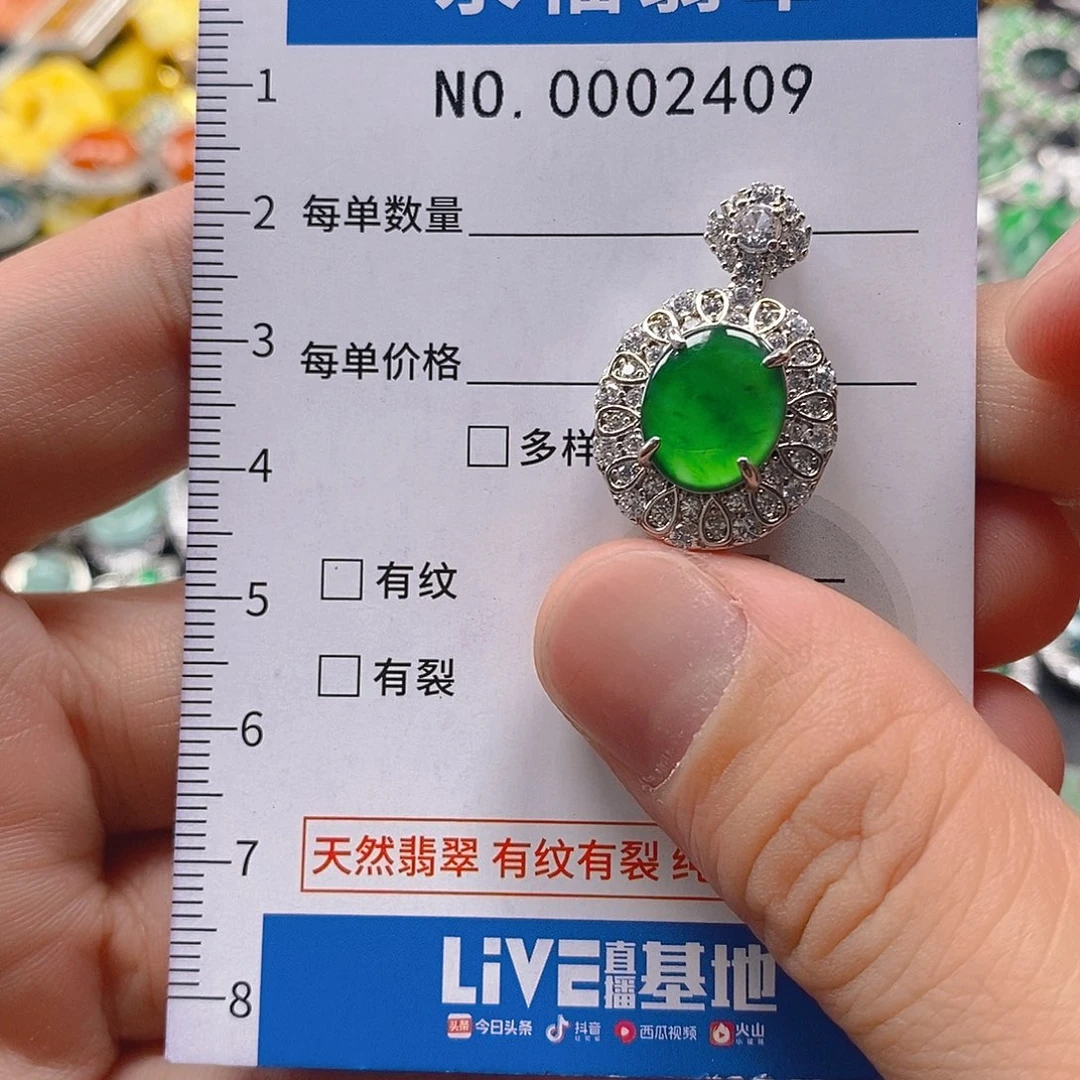 NO. 0002409
1
2
每单数量
3
每单价格
4
多样
有纹
5
有裂
6
7
天然翡翠 有纹有裂
LiVE直播基地
8
今日头条 抖音 西瓜视频 火山